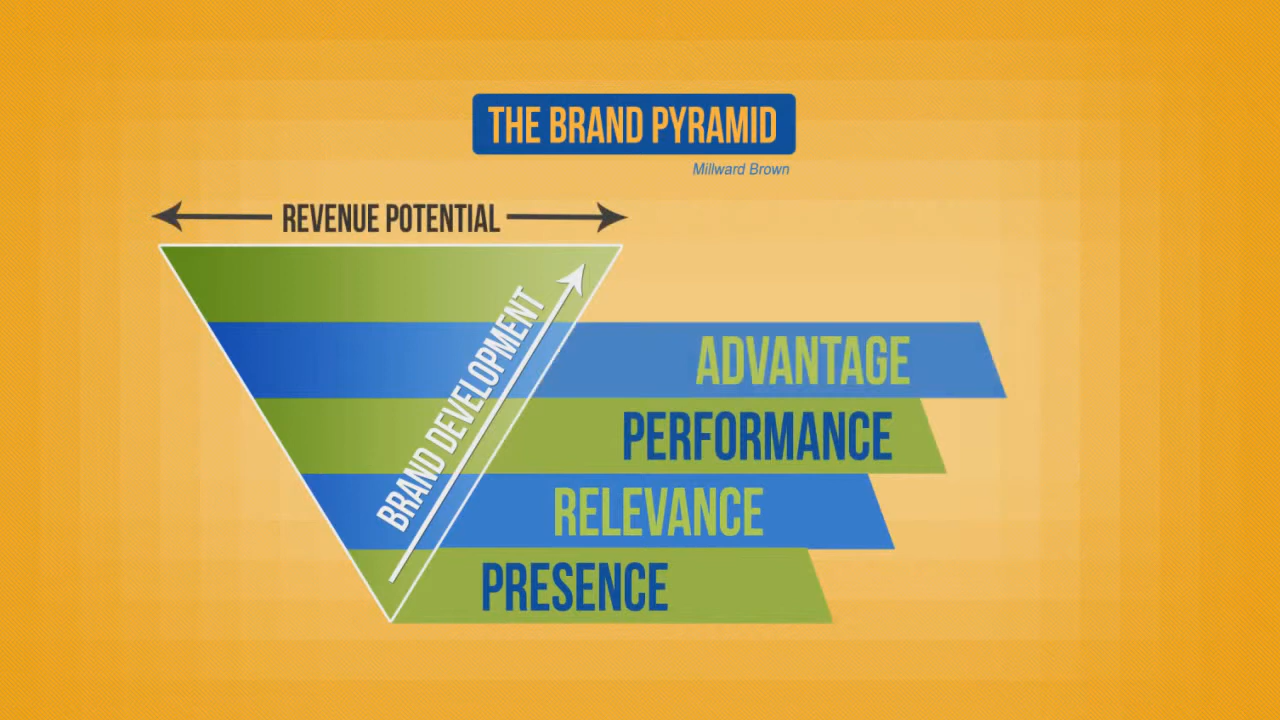 THE BRAND PYRAMID
Millward Brown
REVENUE POTENTIAL
BRAND DEVELOPMENT
ADVANTAGE
PERFORMANCE
RELEVANCE
PRESENCE